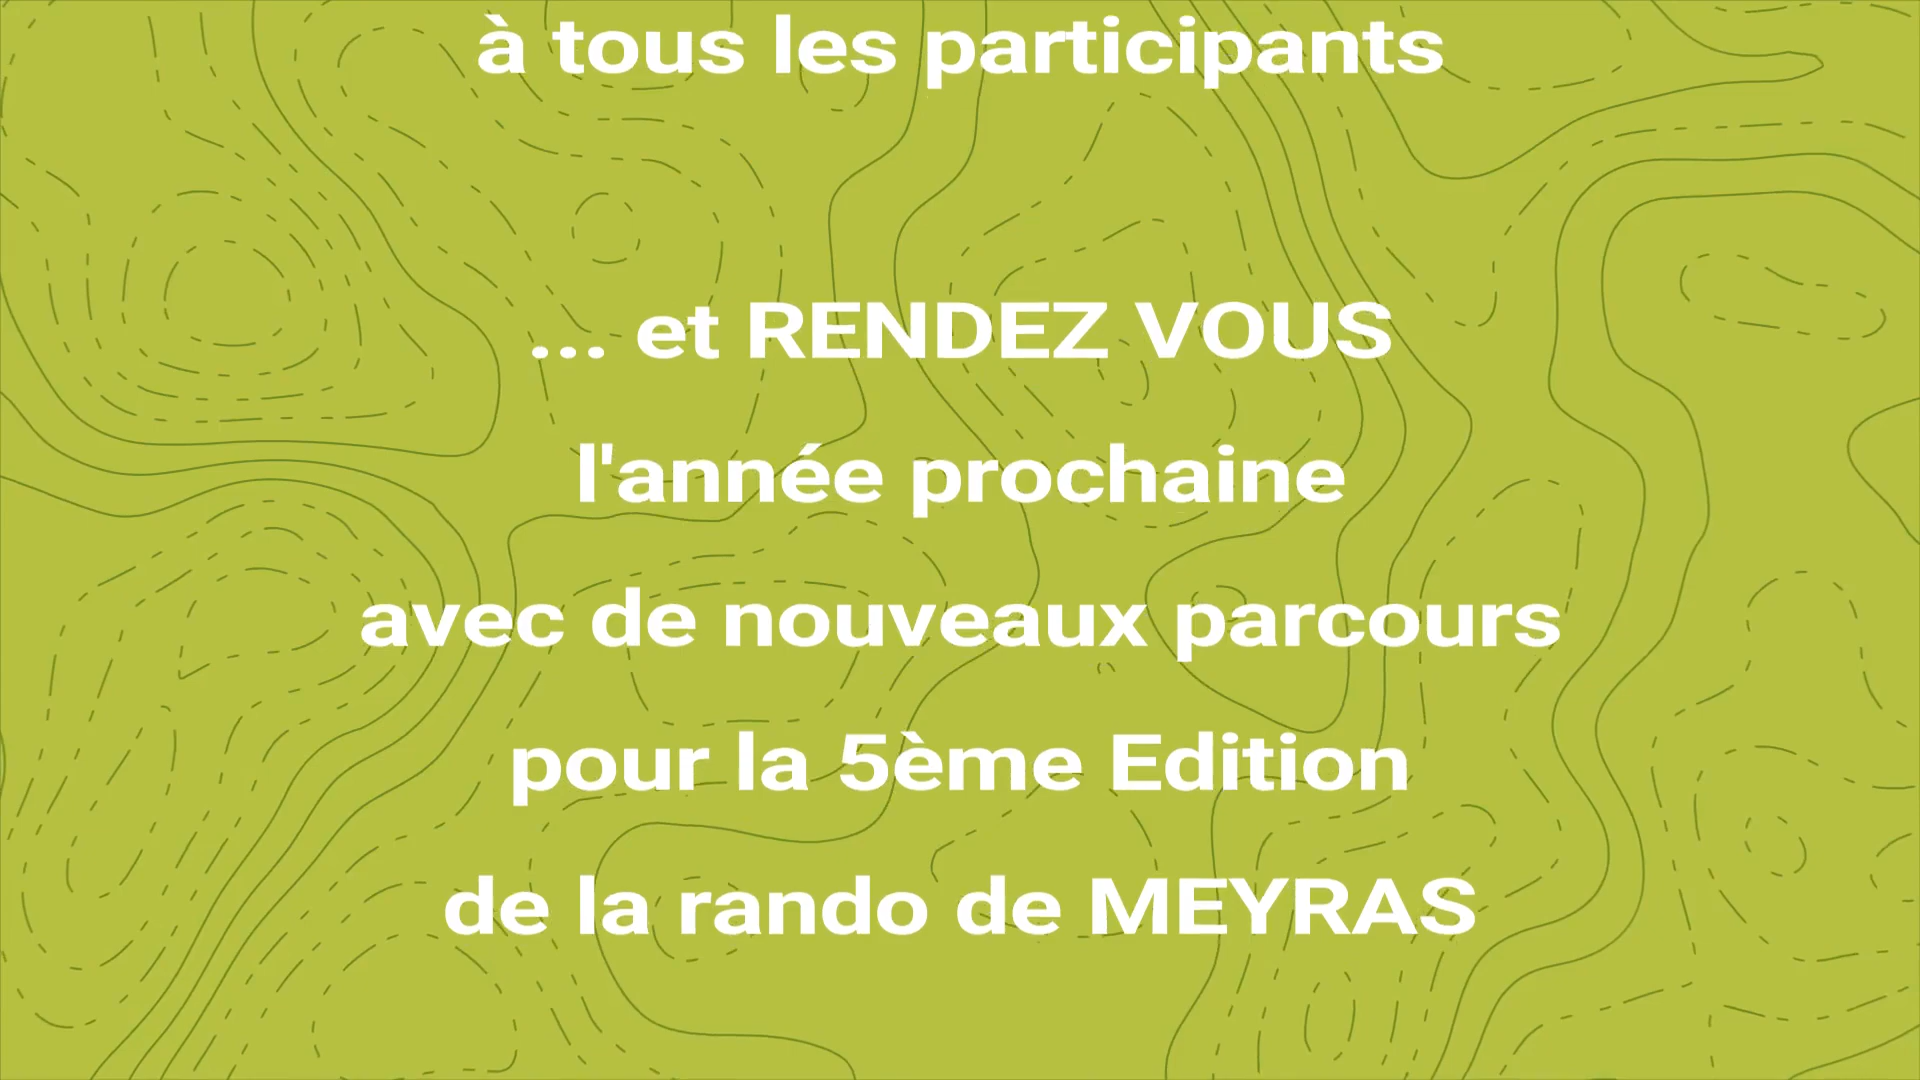 à tous les participants
... et RENDEZ VOUS
l'année prochaine
avec de nouveaux parcours
pour la 5ème Edition
de la rando de MEYRAS